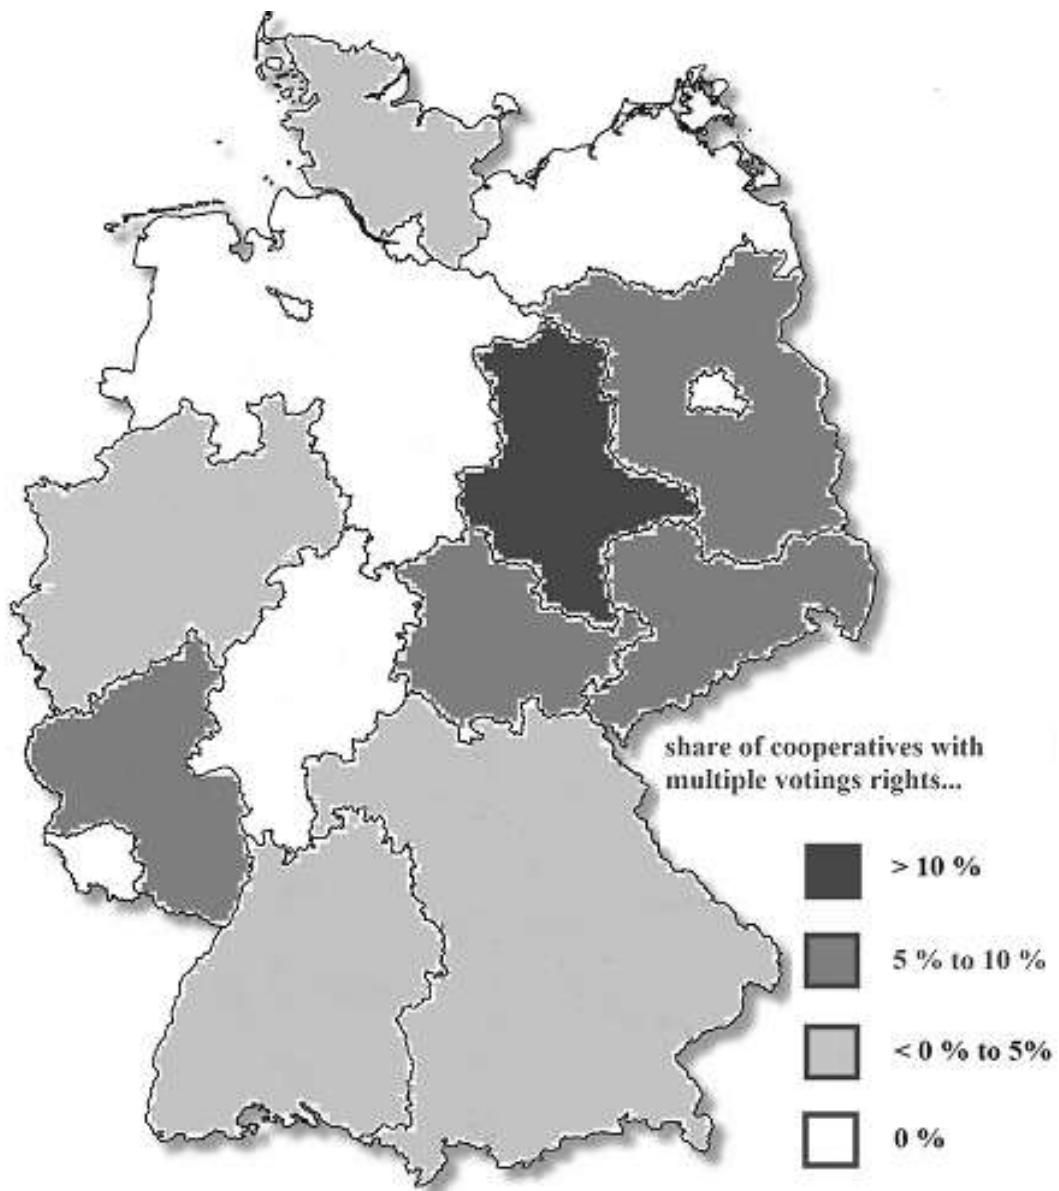 share of cooperatives with
multiple votings rights...
> 10 %
5 % to 10 %
< 0 % to 5%
0 %